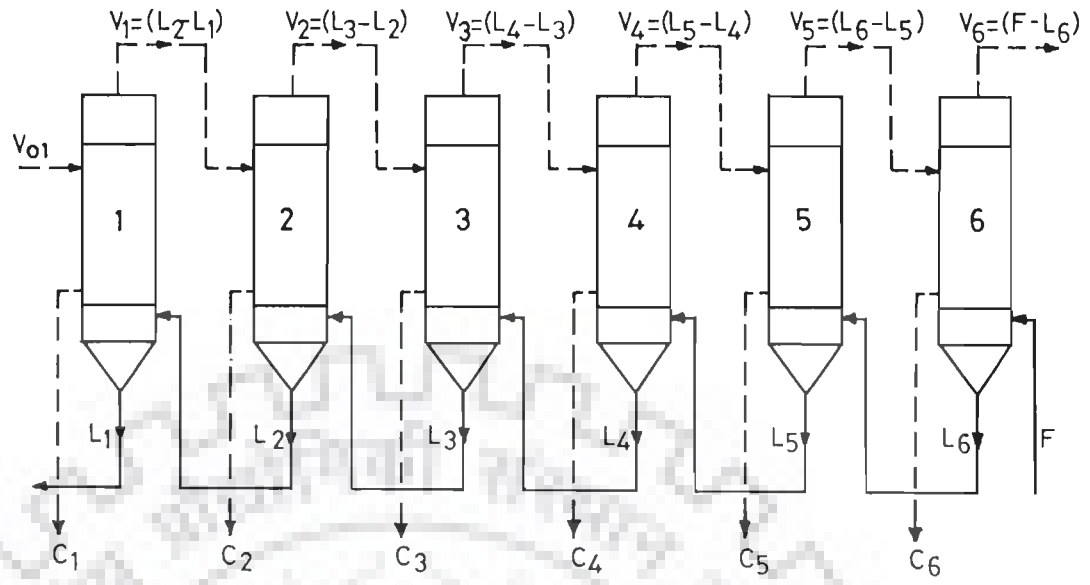 V₁=(L₂-L₁) V₂=(L₃-L₂) V₃=(L₄-L₃) V₄=(L₅-L₄) V₅=(L₆-L₅) V₆=(F-L₆)
V₀₁
1 2 3 4 5 6
L₁ L₂ L₃ L₄ L₅ L₆ F
C₁ C₂ C₃ C₄ C₅ C₆